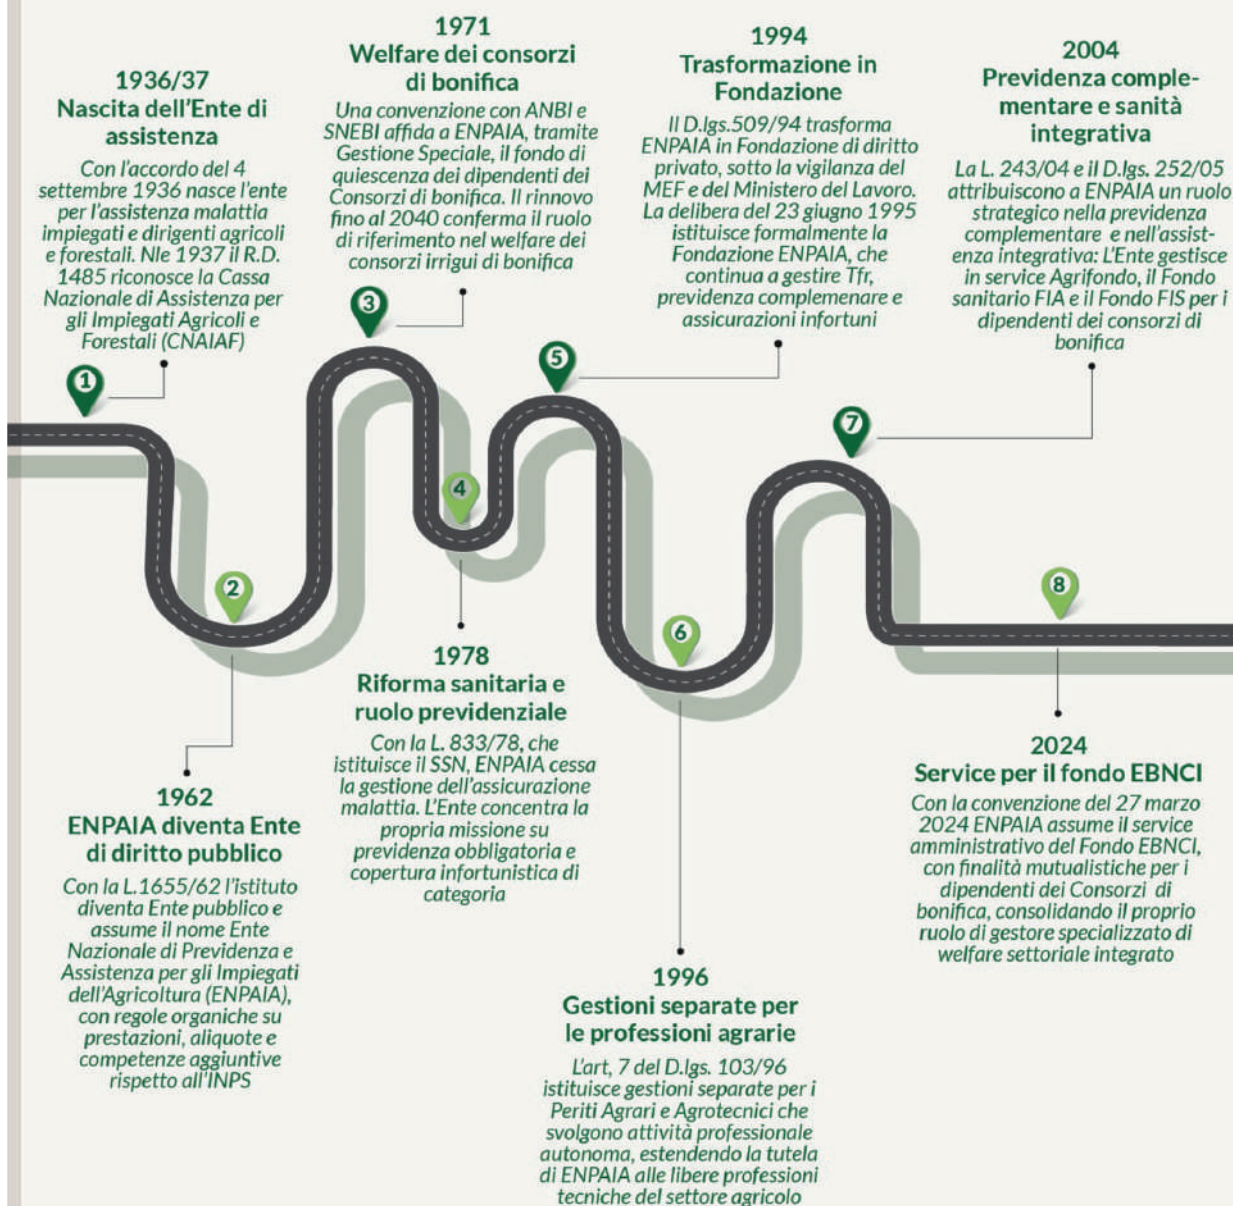 1936/37
Nascita dell'Ente di
assistenza
Con l'accordo del 4
settembre 1936 nasce l'ente
per l'assistenza malattia
impiegati e dirigenti agricoli
e forestali. Nle 1937 il R.D.
1485 riconosce la Cassa
Nazionale di Assistenza per
gli Impiegati Agricoli e
Forestali (CNAIAF)
1
2
1962
ENPAIA diventa Ente
di diritto pubblico
Con la L.1655/62 l'istituto
diventa Ente pubblico e
assume il nome Ente
Nazionale di Previdenza e
Assistenza per gli Impiegati
dell'Agricoltura (ENPAIA),
con regole organiche su
prestazioni, aliquote e
competenze aggiuntive
rispetto all'INPS
1971
Welfare dei consorzi
di bonifica
Una convenzione con ANBI e
SNEBI affida a ENPAIA, tramite
Gestione Speciale, il fondo di
quiescenza dei dipendenti dei
Consorzi di bonifica. Il rinnovo
fino al 2040 conferma il ruolo
di riferimento nel welfare dei
consorzi irrigui di bonifica
3
4
1978
Riforma sanitaria e
ruolo previdenziale
Con la L. 833/78, che
istituisce il SSN, ENPAIA cessa
la gestione dell'assicurazione
malattia. L'Ente concentra la
propria missione su
previdenza obbligatoria e
copertura infortunistica di
categoria
1994
Trasformazione in
Fondazione
Il D.lgs.509/94 trasforma
ENPAIA in Fondazione di diritto
privato, sotto la vigilanza del
MEF e del Ministero del Lavoro.
La delibera del 23 giugno 1995
istituisce formalmente la
Fondazione ENPAIA, che
continua a gestire Tfr,
previdenza complemenare e
assicurazioni infortuni
5
6
1996
Gestioni separate per
le professioni agrarie
L'art, 7 del D.lgs. 103/96
istituisce gestioni separate per i
Periti Agrari e Agrotecnici che
svolgono attività professionale
autonoma, estendendo la tutela
di ENPAIA alle libere professioni
tecniche del settore agricolo
2004
Previdenza comple-
mentare e sanità
integrativa
La L. 243/04 e il D.lgs. 252/05
attribuiscono a ENPAIA un ruolo
strategico nella previdenza
complementare e nell'assist-
enza integrativa: L'Ente gestisce
in service Agrifondo, il Fondo
sanitario FIA e il Fondo FIS per i
dipendenti dei consorzi di
bonifica
7
8
2024
Service per il fondo EBNCI
Con la convenzione del 27 marzo
2024 ENPAIA assume il service
amministrativo del Fondo EBNCI,
con finalità mutualistiche per i
dipendenti dei Consorzi di
bonifica, consolidando il proprio
ruolo di gestore specializzato di
welfare settoriale integrato